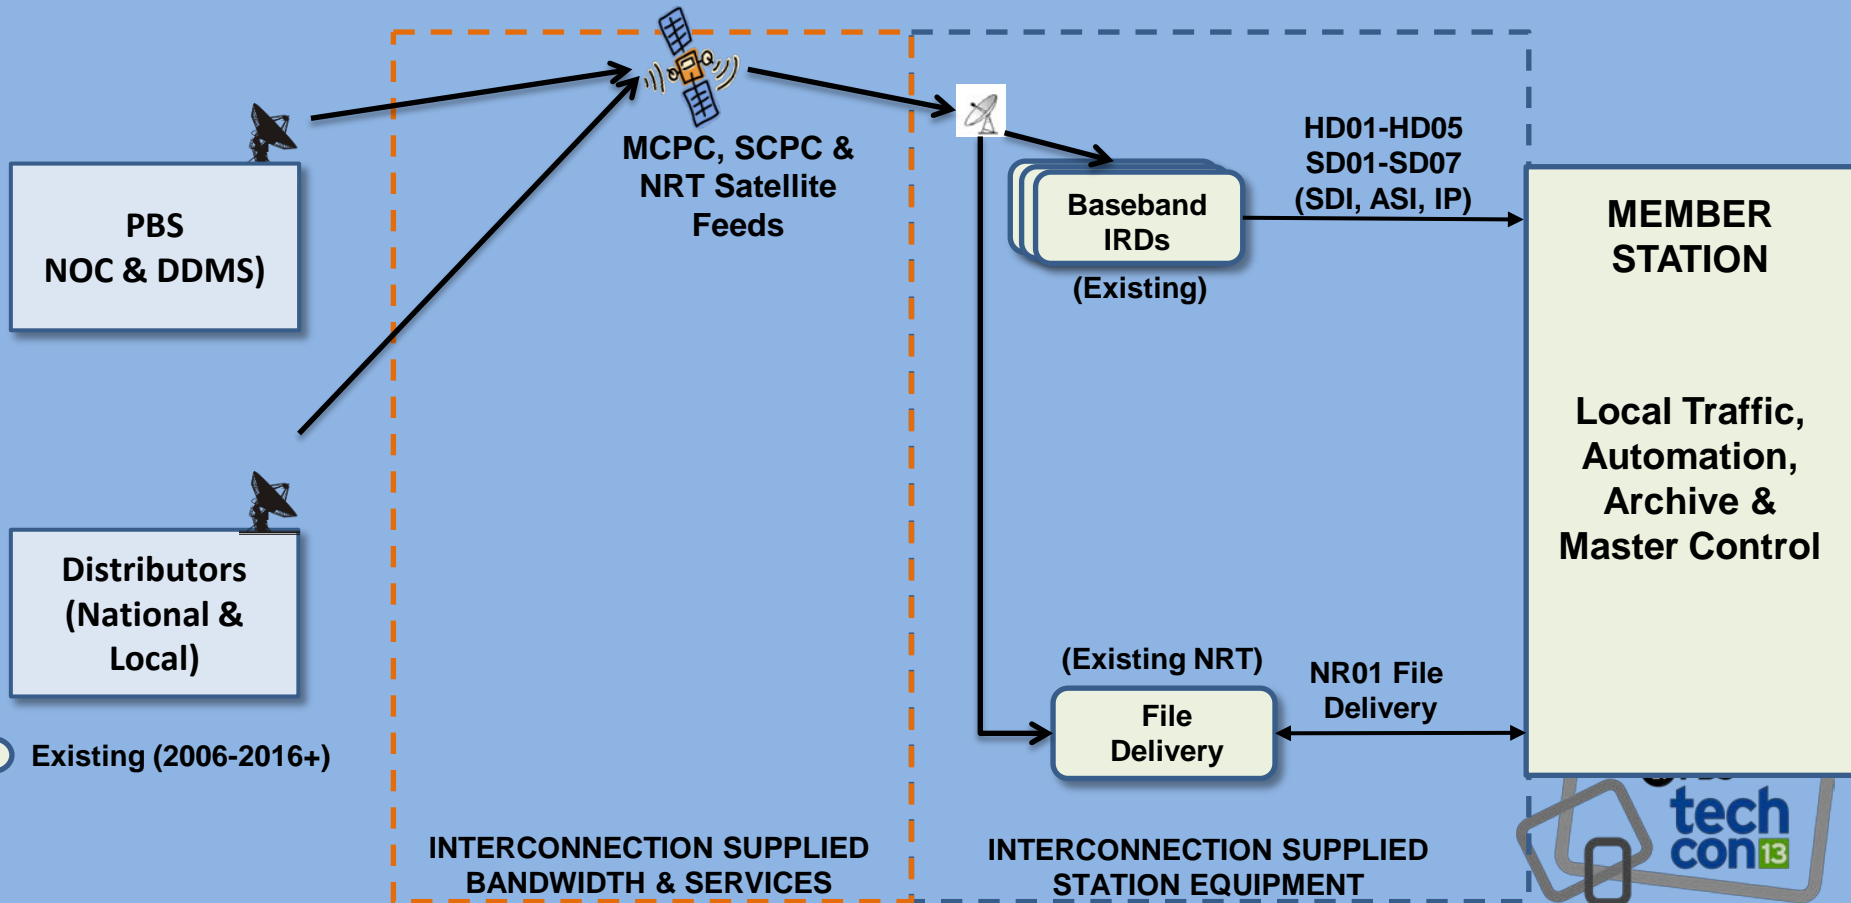 PBS
NOC & DDMS)
Distributors
(National &
Local)
Existing (2006-2016+)
MCPC, SCPC &
NRT Satellite
Feeds
INTERCONNECTION SUPPLIED
BANDWIDTH & SERVICES
Baseband
IRDs
(Existing)
HD01-HD05
SD01-SD07
(SDI, ASI, IP)
(Existing NRT)
File
Delivery
NR01 File
Delivery
INTERCONNECTION SUPPLIED
STATION EQUIPMENT
MEMBER
STATION
Local Traffic,
Automation,
Archive &
Master Control
tech
con13